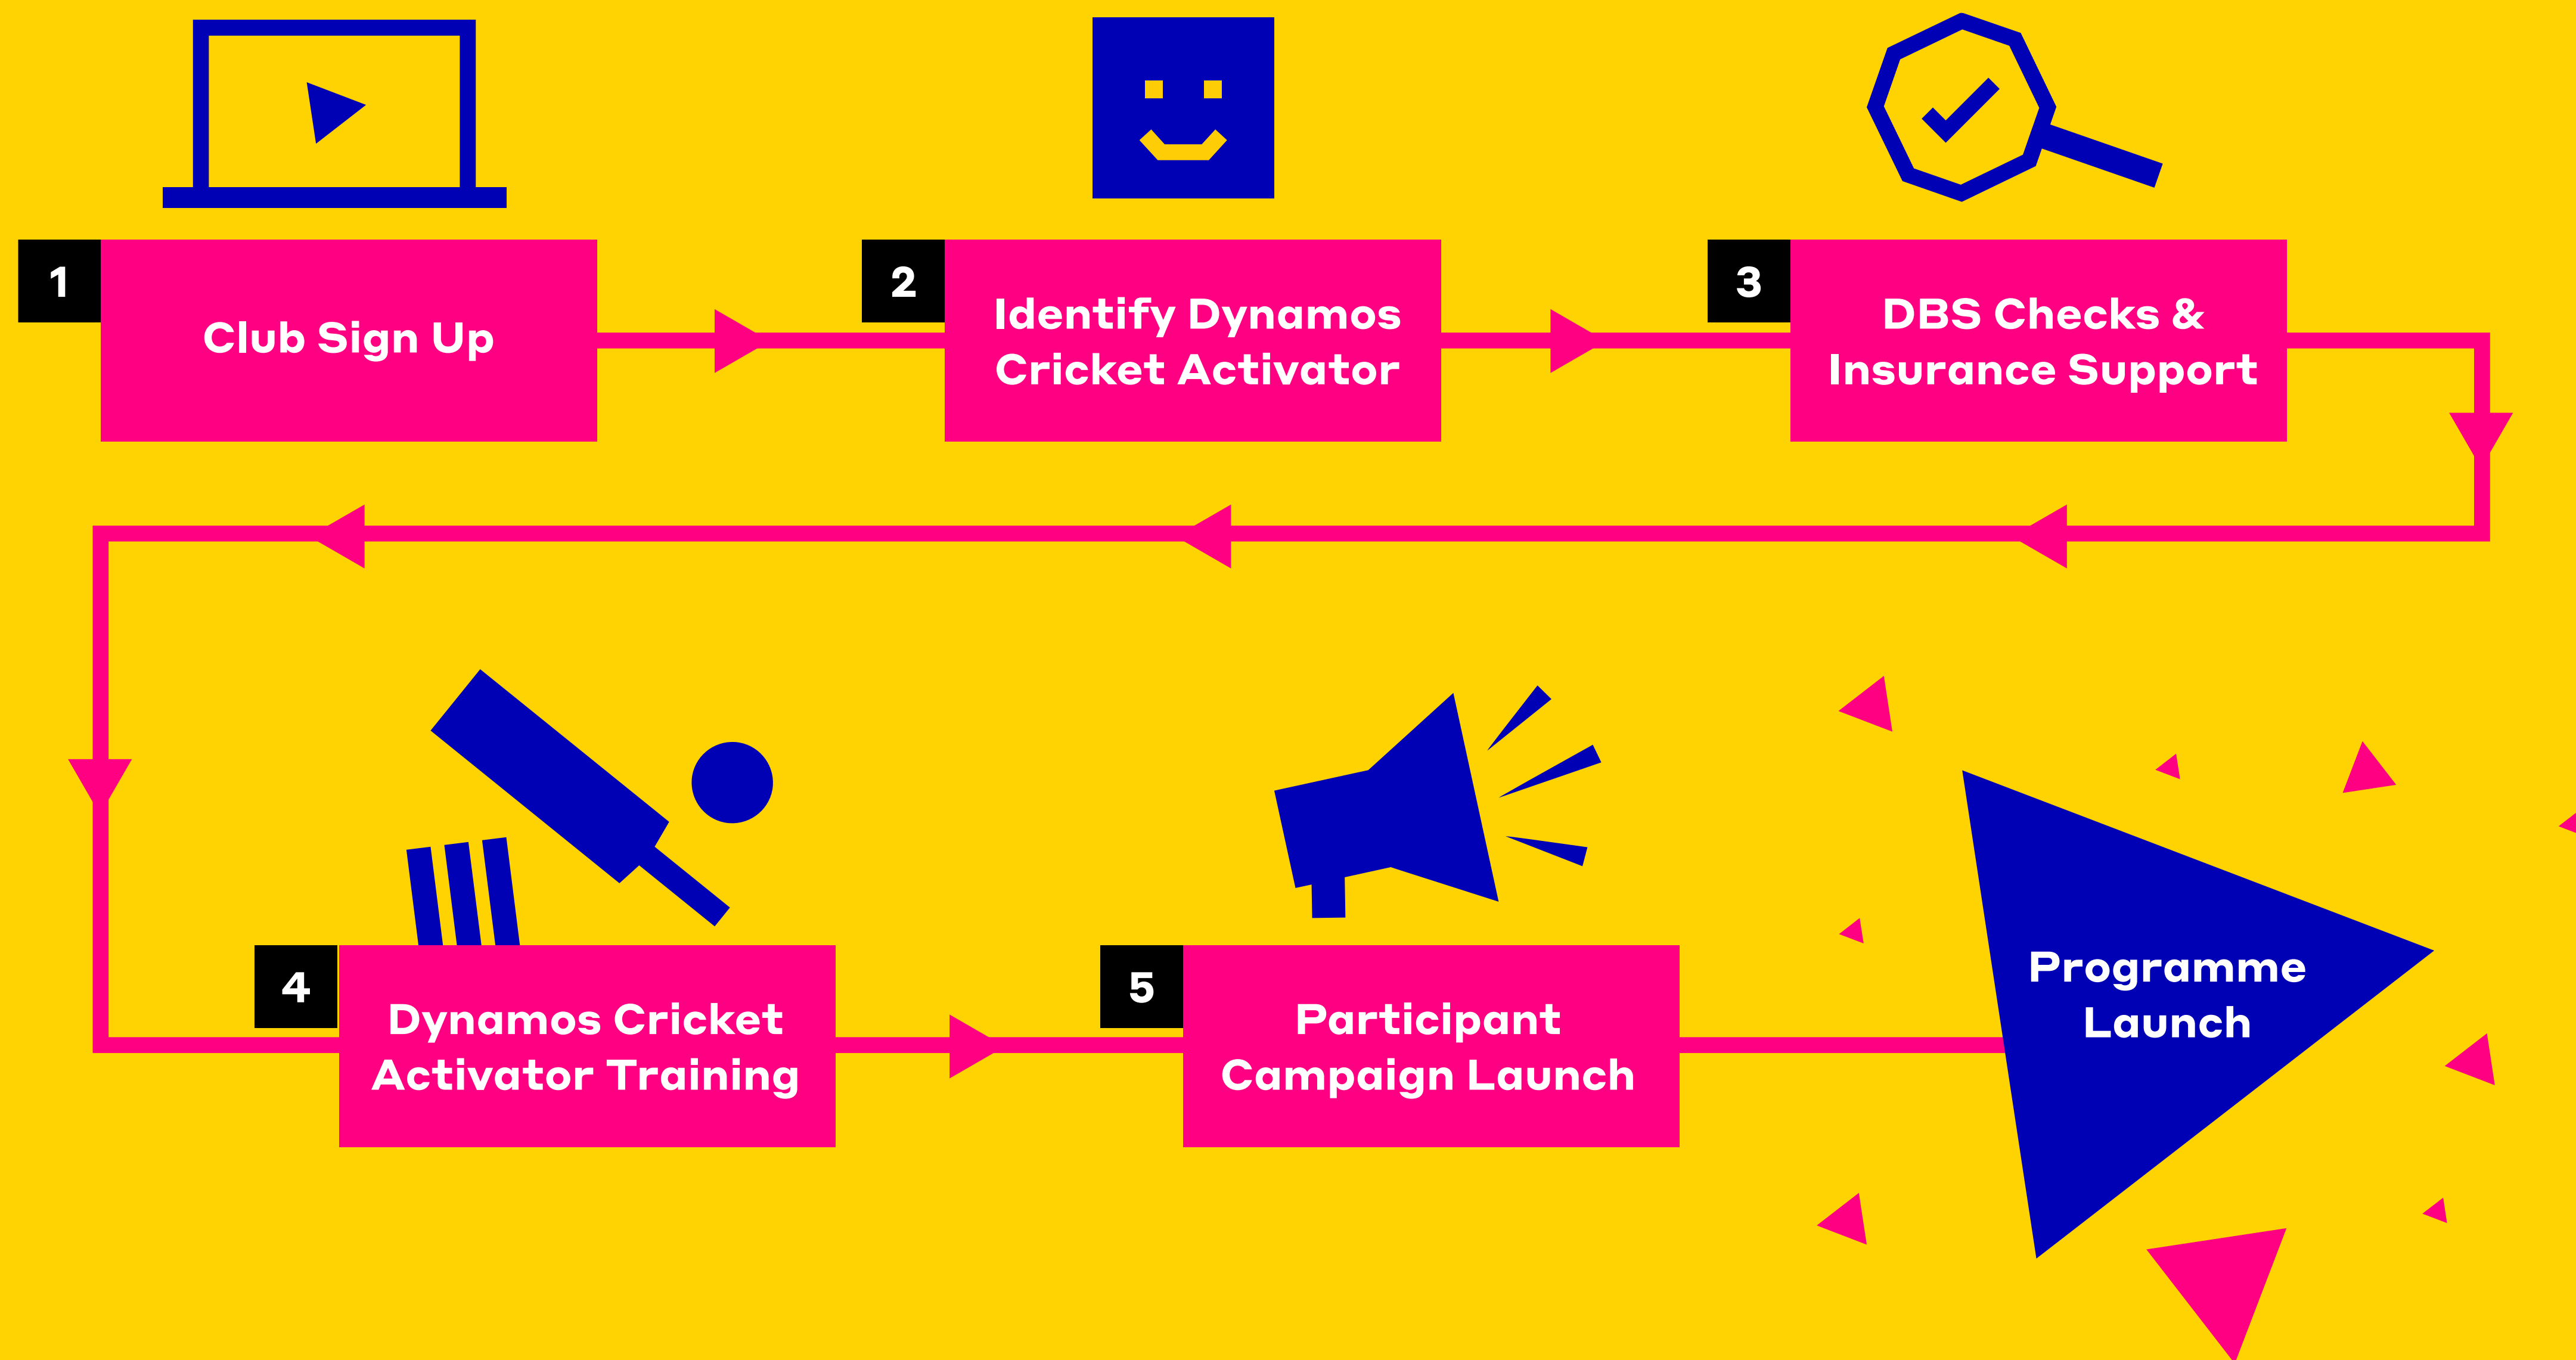 1
Club Sign Up
2
Identify Dynamos
Cricket Activator
3
DBS Checks &
Insurance Support
4
Dynamos Cricket
Activator Training
5
Participant
Campaign Launch
Programme
Launch